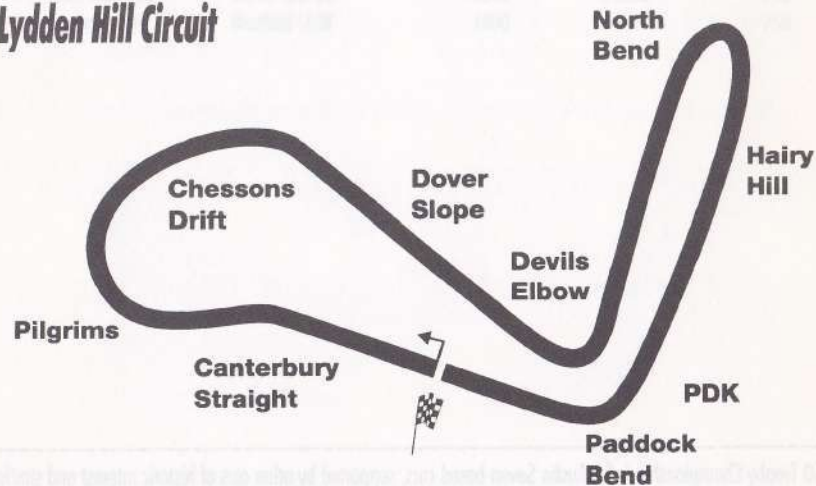 Lydden Hill Circuit
North
Bend
Hairy
Hill
Chessons
Drift
Dover
Slope
Devils
Elbow
Pilgrims
Canterbury
Straight
PDK
Paddock
Bend